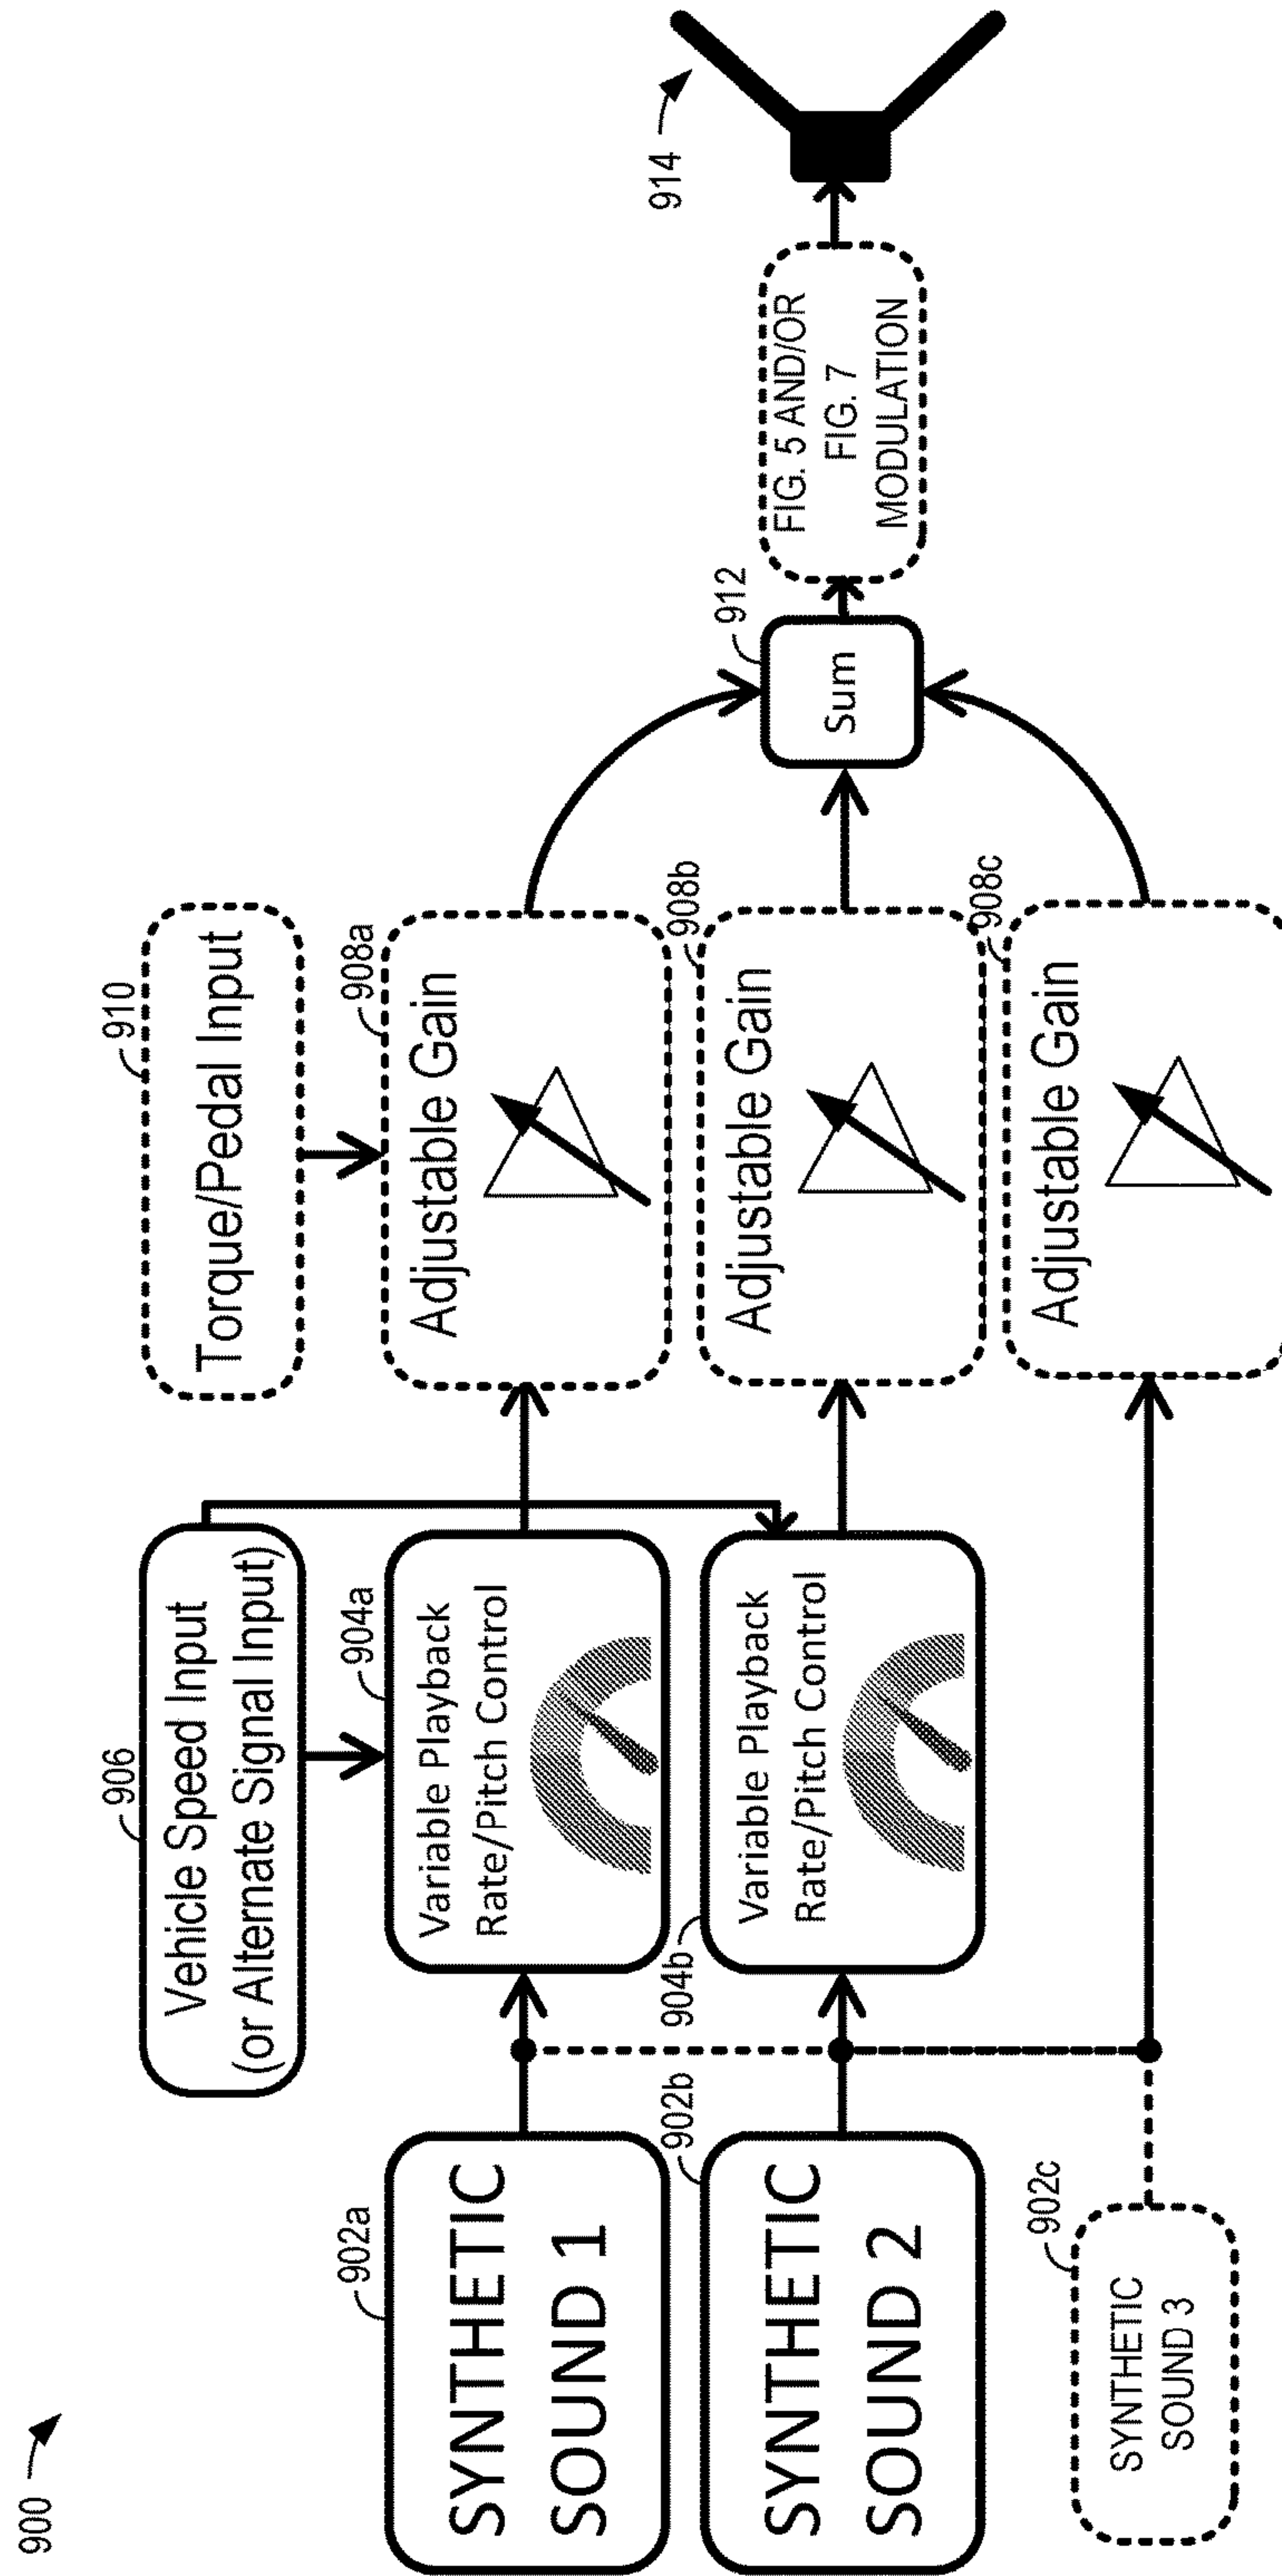 900
906
Vehicle Speed Input
(or Alternate Signal Input)
910
Torque/Pedal Input
902a
SYNTHETIC
SOUND 1
904a
Variable Playback
Rate/Pitch Control
908a
Adjustable Gain
902b
SYNTHETIC
SOUND 2
904b
Variable Playback
Rate/Pitch Control
908b
Adjustable Gain
902c
SYNTHETIC
SOUND 3
908c
Adjustable Gain
912
Sum
FIG. 5 AND/OR
FIG. 7
MODULATION
914